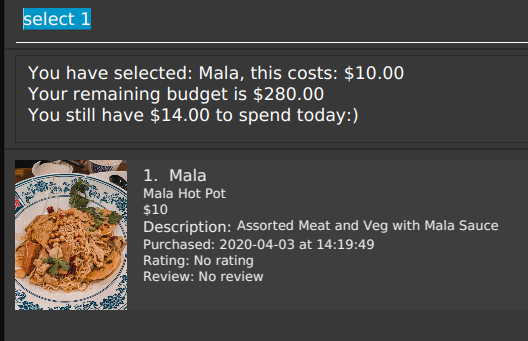 select 1
You have selected: Mala, this costs: $10.00
Your remaining budget is $280.00
You still have $14.00 to spend today:)
1. Mala
Mala Hot Pot
$10
Description: Assorted Meat and Veg with Mala Sauce
Purchased: 2020-04-03 at 14:19:49
Rating: No rating
Review: No review